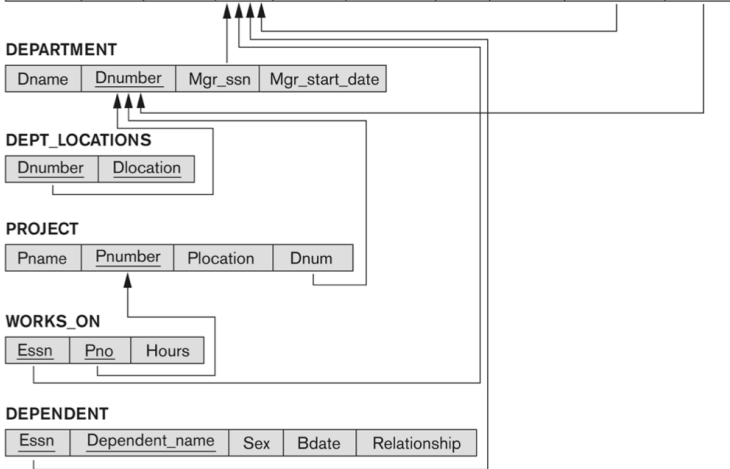 DEPARTMENT
Dname Dnumber Mgr_ssn Mgr_start_date
DEPT_LOCATIONS
Dnumber Dlocation
PROJECT
Pname Pnumber Plocation Dnum
WORKS_ON
Essn Pno Hours
DEPENDENT
Essn Dependent_name Sex Bdate Relationship